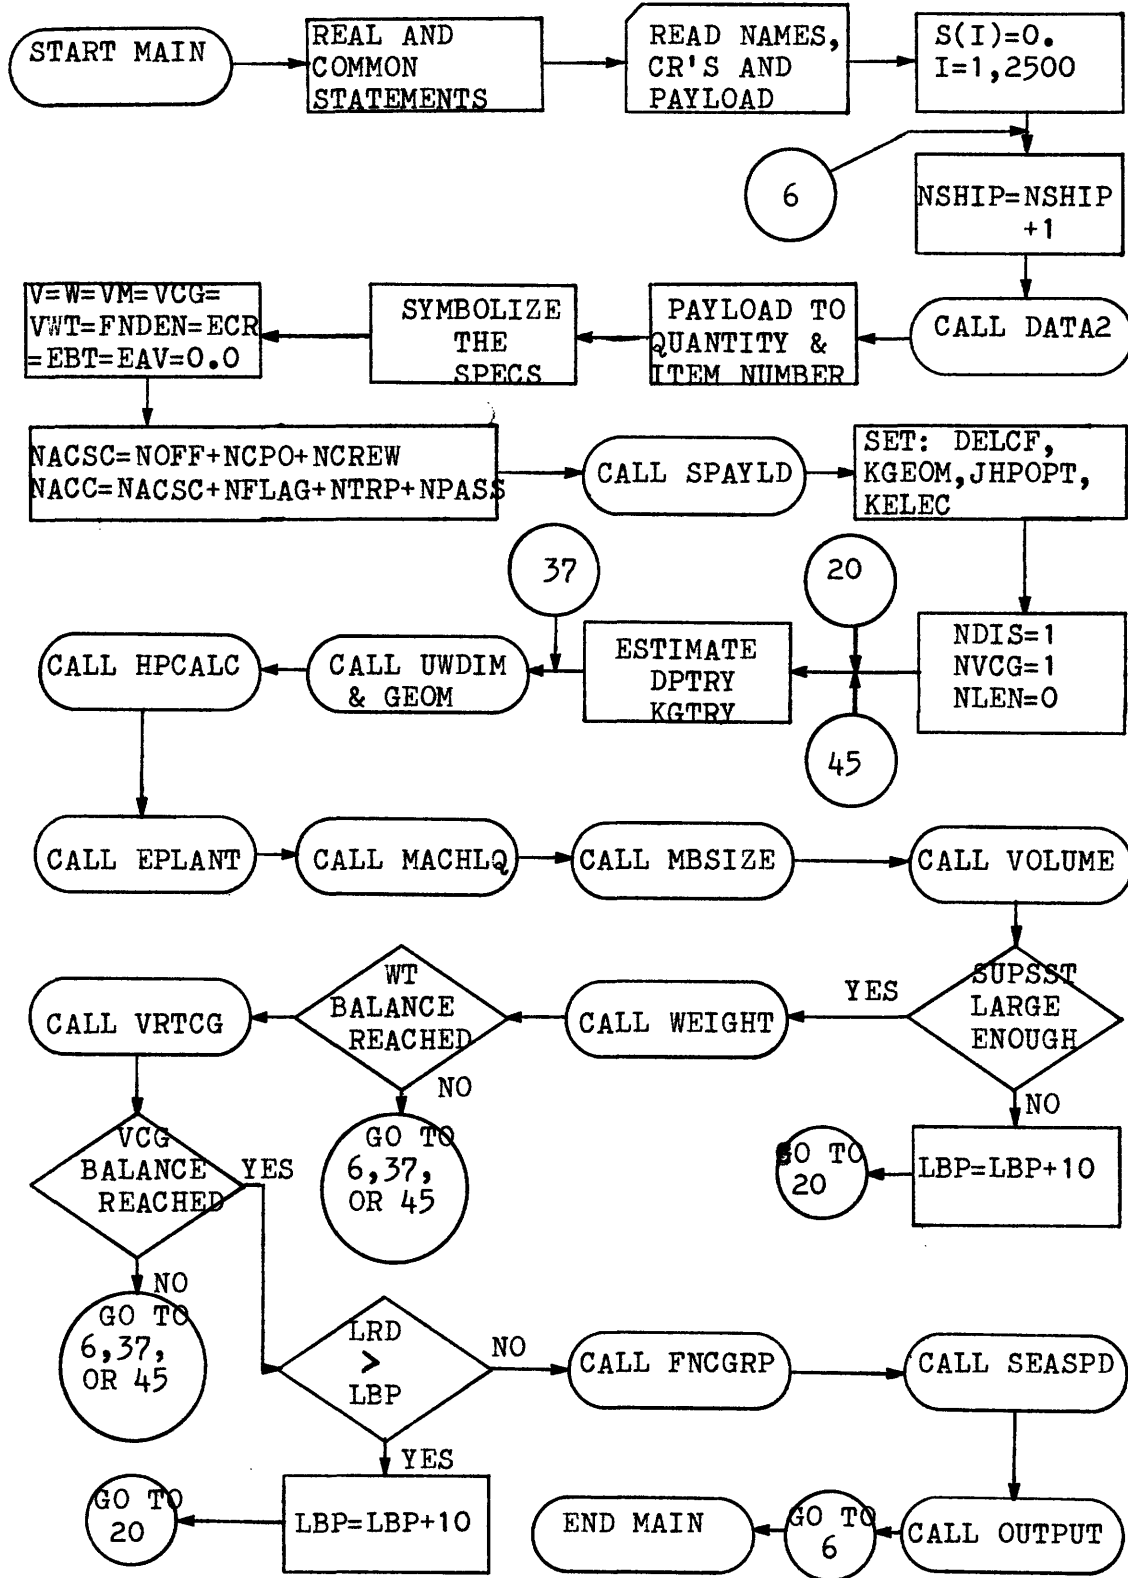 START MAIN
REAL AND
COMMON
STATEMENTS
READ NAMES,
CR'S AND
PAYLOAD
S(I)=0.
I=1,2500
6
NSHIP=NSHIP
+1
CALL DATA2
PAYLOAD TO
QUANTITY &
ITEM NUMBER
SYMBOLIZE
THE
SPECS
V=W=VM=VCG=
VWT=FNDEN=ECR
=EBT=EAV=0.0
NACSC=NOFF+NCPO+NCREW
NACC=NACSC+NFLAG+NTRP+NPASS
CALL SPAYLD
SET: DELCF,
KGEOM,JHPOPT,
KELEC
NDIS=1
NVCG=1
NLEN=0
20
45
ESTIMATE
DPTRY
KGTRY
37
CALL UWDIM
& GEOM
CALL HPCALC
CALL EPLANT
CALL MACHLQ
CALL MBSIZE
CALL VOLUME
SUPSST
LARGE
ENOUGH
YES
NO
LBP=LBP+10
GO TO
20
CALL WEIGHT
WT
BALANCE
REACHED
NO
GO TO
6,37,
OR 45
CALL VRTCG
VCG
BALANCE
REACHED
YES
NO
GO TO
6,37,
OR 45
LRD
>
LBP
NO
YES
LBP=LBP+10
GO TO
20
CALL FNCGRP
CALL SEASPD
CALL OUTPUT
GO TO
6
END MAIN